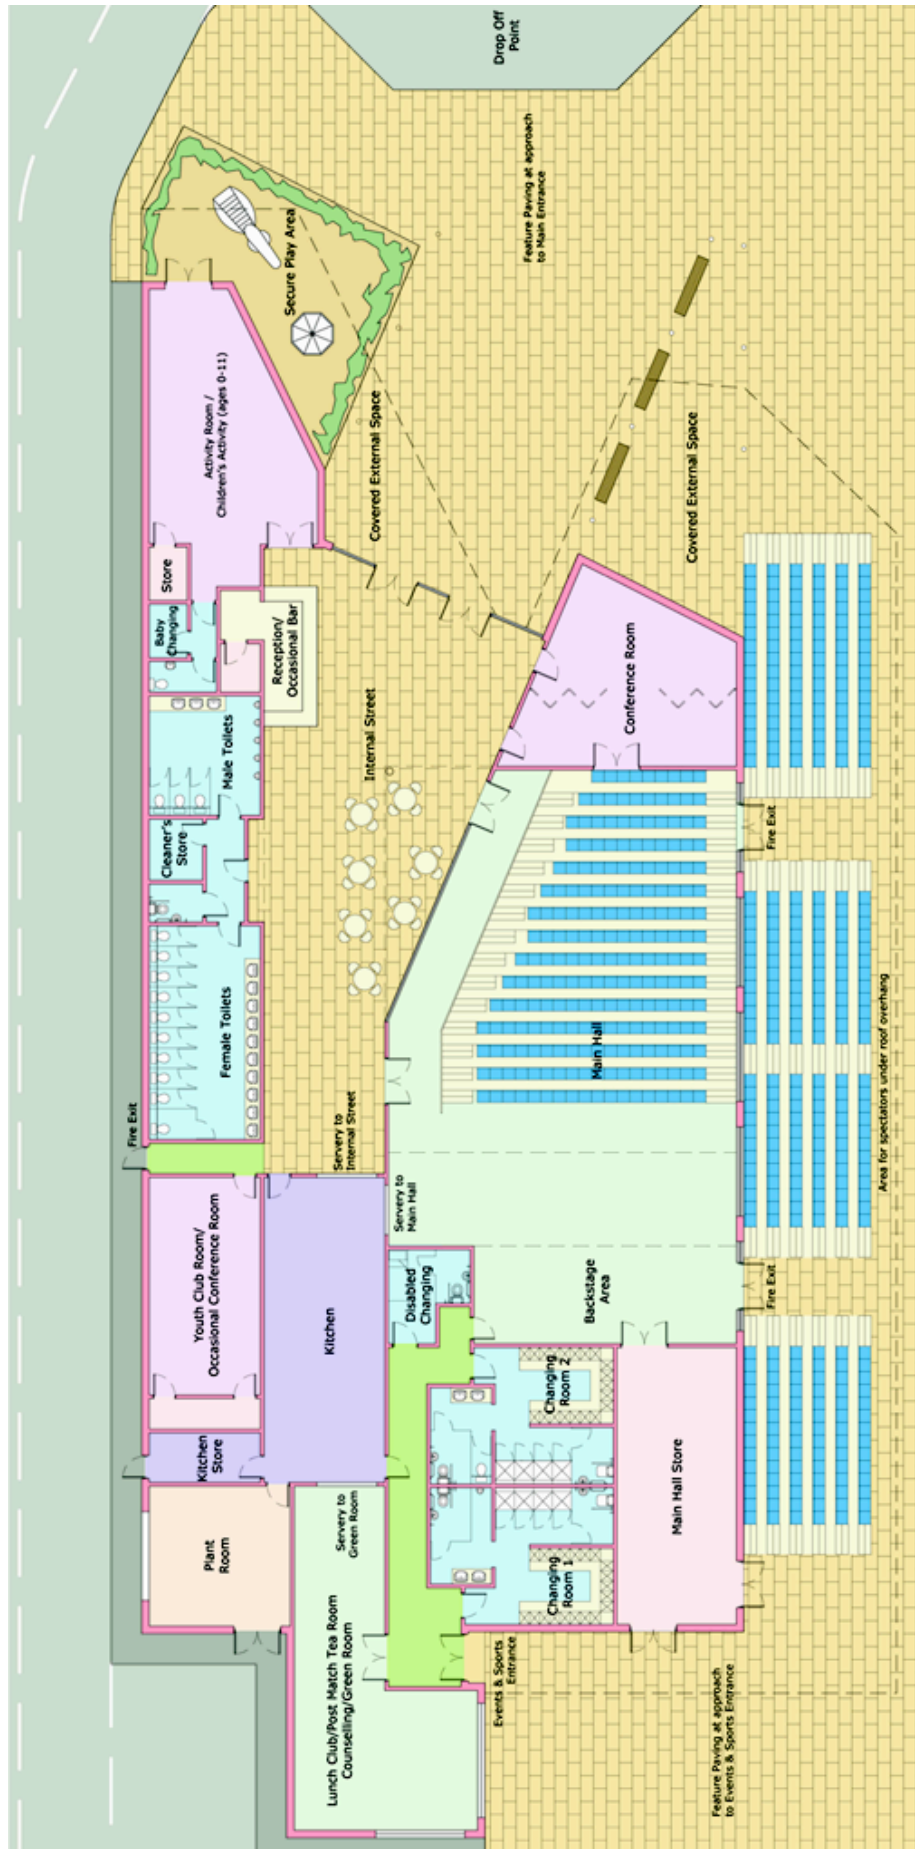 Drop Off
Point
Feature Paving at approach
to Main Entrance
Secure Play Area
Activity Room /
Children's Activity (ages 0-11)
Covered External Space
Covered External Space
Store
Baby
Changing
Reception/
Occasional Bar
Conference Room
Male Toilets
Internal Street
Cleaner's
Store
Fire Exit
Female Toilets
Main Hall
Area for spectators under roof overhang
Fire Exit
Servery to
Internal Street
Servery to
Main Hall
Youth Club Room/
Occasional Conference Room
Kitchen
Disabled
Changing
Backstage
Area
Fire Exit
Kitchen
Store
Changing
Room 2
Plant
Room
Servery to
Green Room
Main Hall Store
Changing
Room 1
Lunch Club/Post Match Tea Room
Counselling/Green Room
Events & Sports
Entrance
Feature Paving at approach
to Events & Sports Entrance